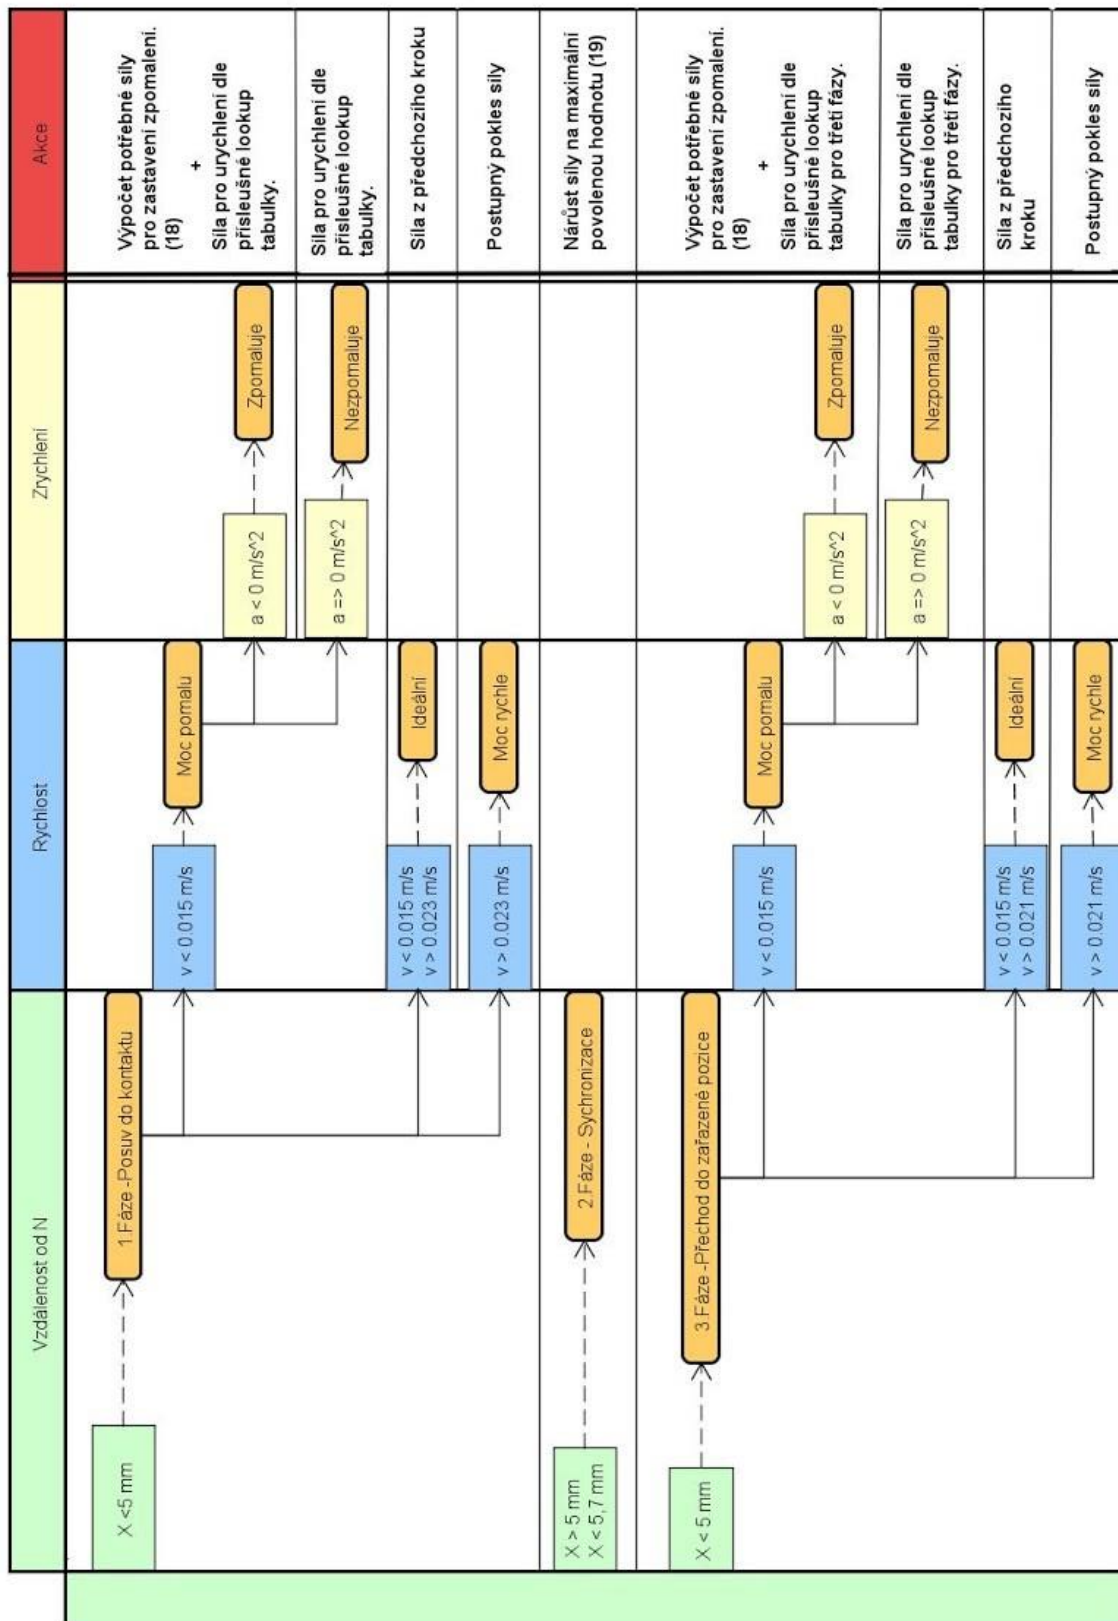 Vzdálenost od N
Rychlost
Zrychlení
Akce
X <5 mm
1.Fáze -Posuv do kontaktu
v < 0.015 m/s
Moc pomalu
a < 0 m/s^2
Zpomaluje
Výpočet potřebné síly
pro zastavení zpomalení.
(18)
+
Síla pro urychlení dle
příslušné lookup
tabulky.
a => 0 m/s^2
Nezpomaluje
Síla pro urychlení dle
příslušné lookup
tabulky.
v < 0.015 m/s
v > 0.023 m/s
Ideální
Síla z předchozího kroku
v > 0.023 m/s
Moc rychle
Postupný pokles síly
X > 5 mm
X < 5,7 mm
2.Fáze - Sychronizace
Nárůst síly na maximální
povolenou hodnotu (19)
X < 5 mm
3.Fáze -Přechod do zařazené pozice
v < 0.015 m/s
Moc pomalu
a < 0 m/s^2
Zpomaluje
Výpočet potřebné síly
pro zastavení zpomalení.
(18)
+
Síla pro urychlení dle
příslušné lookup
tabulky pro třetí fázy.
a => 0 m/s^2
Nezpomaluje
Síla pro urychlení dle
příslušné lookup
tabulky pro třetí fázy.
v < 0.015 m/s
v > 0.021 m/s
Ideální
Síla z předchozího
kroku
v > 0.021 m/s
Moc rychle
Postupný pokles síly